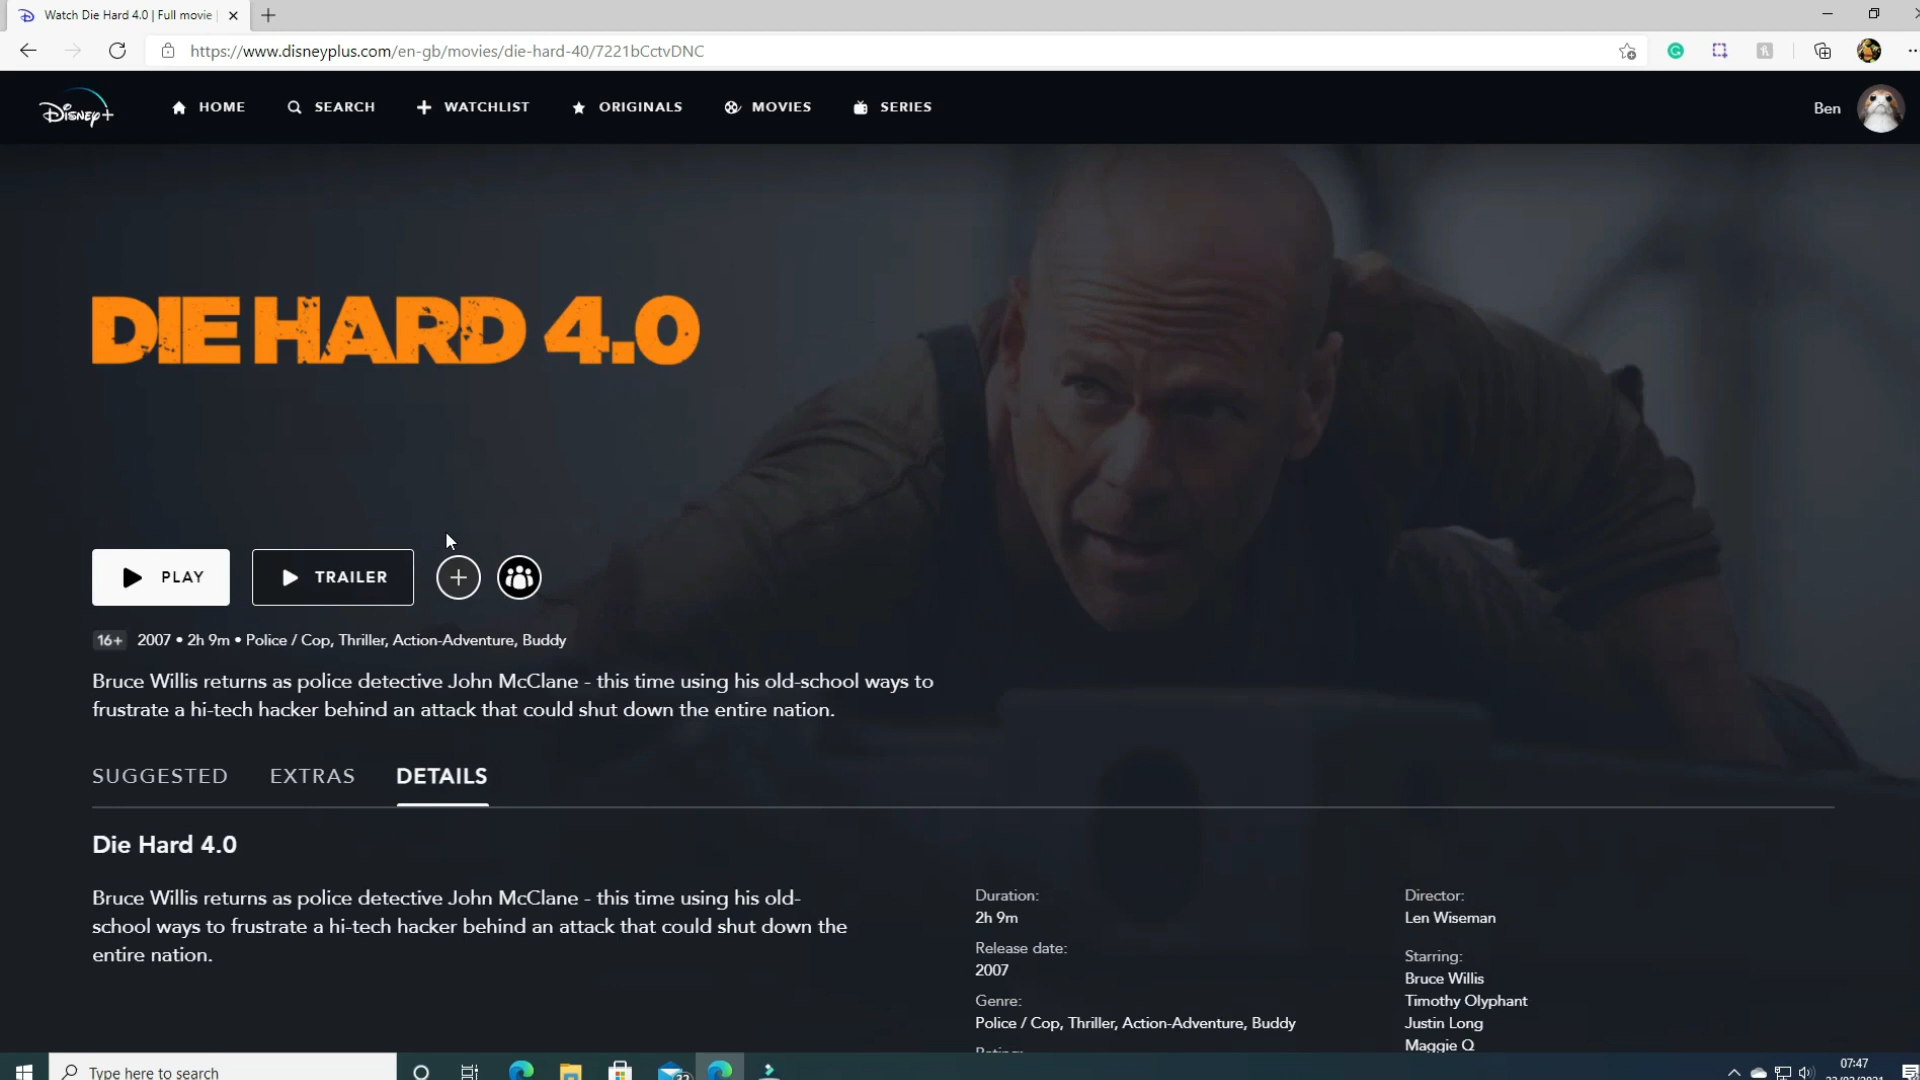 Watch Die Hard 4.0 | Full movie |
https://www.disneyplus.com/en-gb/movies/die-hard-40/7221bCctvDNC
Disney+
HOME
SEARCH
WATCHLIST
ORIGINALS
MOVIES
SERIES
Ben
DIE HARD 4.0
PLAY
TRAILER
16+ 2007 • 2h 9m • Police / Cop, Thriller, Action-Adventure, Buddy
Bruce Willis returns as police detective John McClane - this time using his old-school ways to
frustrate a hi-tech hacker behind an attack that could shut down the entire nation.
SUGGESTED
EXTRAS
DETAILS
Die Hard 4.0
Bruce Willis returns as police detective John McClane - this time using his old-
school ways to frustrate a hi-tech hacker behind an attack that could shut down the
entire nation.
Duration:
2h 9m
Release date:
2007
Genre:
Police / Cop, Thriller, Action-Adventure, Buddy
Director:
Len Wiseman
Starring:
Bruce Willis
Timothy Olyphant
Justin Long
Maggie Q
Type here to search
07:47